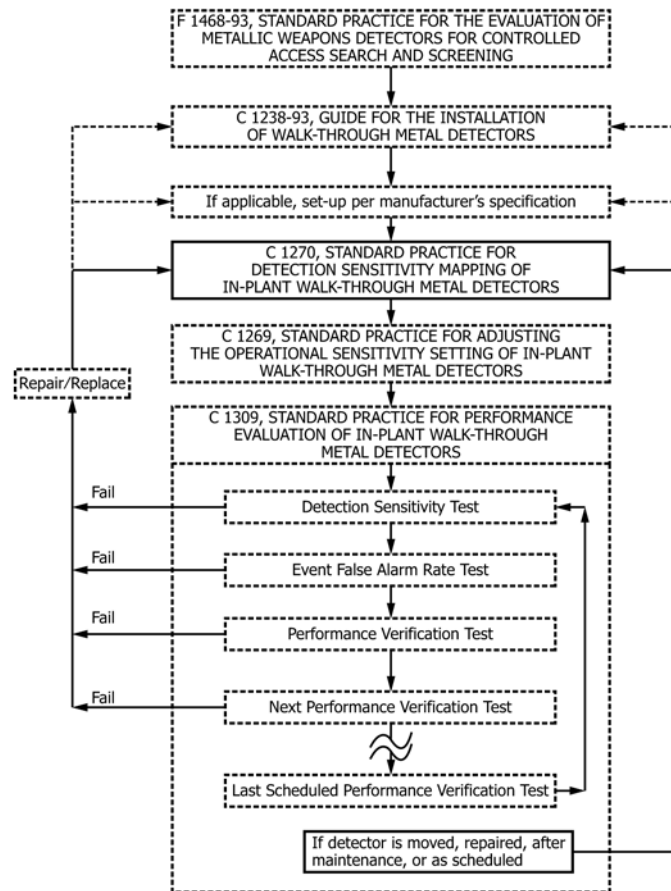 F 1468-93, STANDARD PRACTICE FOR THE EVALUATION OF
METALLIC WEAPONS DETECTORS FOR CONTROLLED
ACCESS SEARCH AND SCREENING
C 1238-93, GUIDE FOR THE INSTALLATION
OF WALK-THROUGH METAL DETECTORS
If applicable, set-up per manufacturer's specification
C 1270, STANDARD PRACTICE FOR
DETECTION SENSITIVITY MAPPING OF
IN-PLANT WALK-THROUGH METAL DETECTORS
C 1269, STANDARD PRACTICE FOR ADJUSTING
THE OPERATIONAL SENSITIVITY SETTING OF IN-PLANT
WALK-THROUGH METAL DETECTORS
Repair/Replace
C 1309, STANDARD PRACTICE FOR PERFORMANCE
EVALUATION OF IN-PLANT WALK-THROUGH
METAL DETECTORS
Fail
Detection Sensitivity Test
Fail
Event False Alarm Rate Test
Fail
Performance Verification Test
Fail
Next Performance Verification Test
Last Scheduled Performance Verification Test
If detector is moved, repaired, after
maintenance, or as scheduled